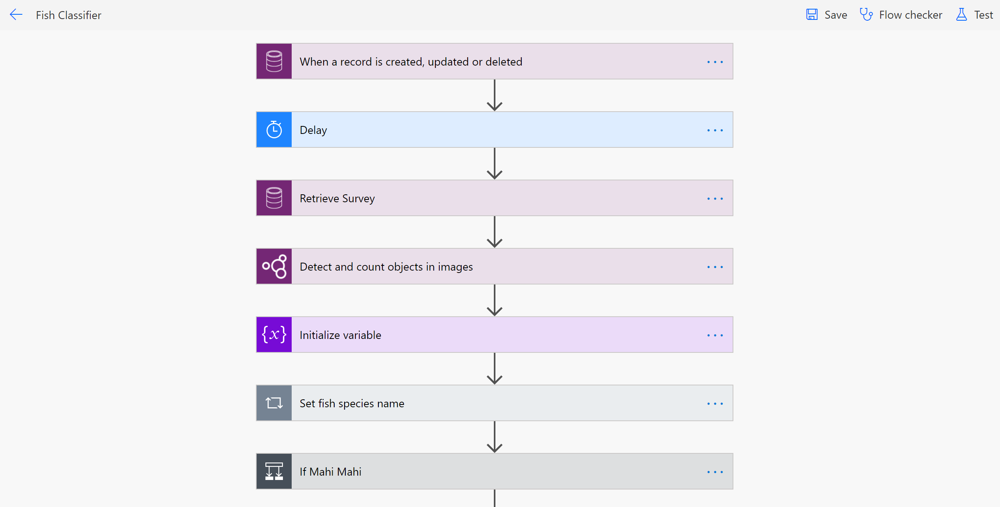 Fish Classifier
Save
Flow checker
Test
When a record is created, updated or deleted
Delay
Retrieve Survey
Detect and count objects in images
{x}
Initialize variable
Set fish species name
If Mahi Mahi